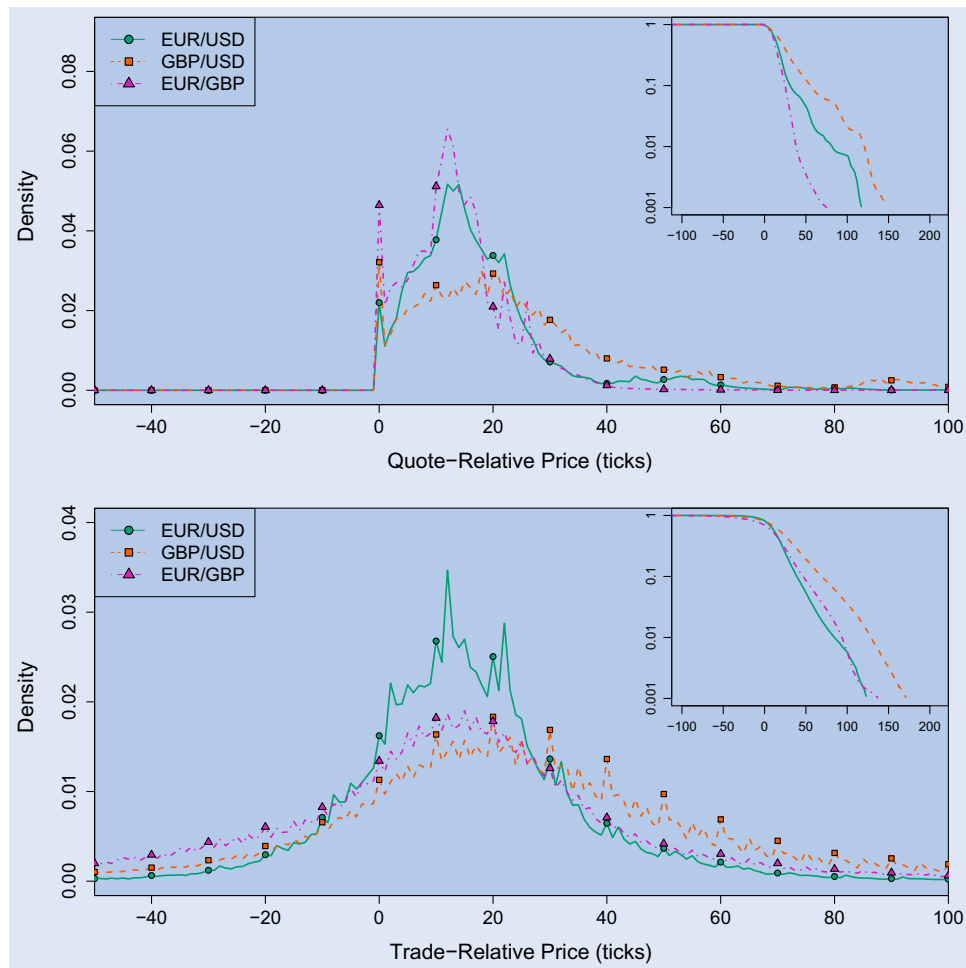 EUR/USD
GBP/USD
EUR/GBP
Density
0.00 0.02 0.04 0.06 0.08
−40 −20 0 20 40 60 80 100
Quote−Relative Price (ticks)
1
0.1
0.01
0.001
−100 −50 0 50 100 150 200
EUR/USD
GBP/USD
EUR/GBP
Density
0.00 0.01 0.02 0.03 0.04
−40 −20 0 20 40 60 80 100
Trade−Relative Price (ticks)
1
0.1
0.01
0.001
−100 −50 0 50 100 150 200